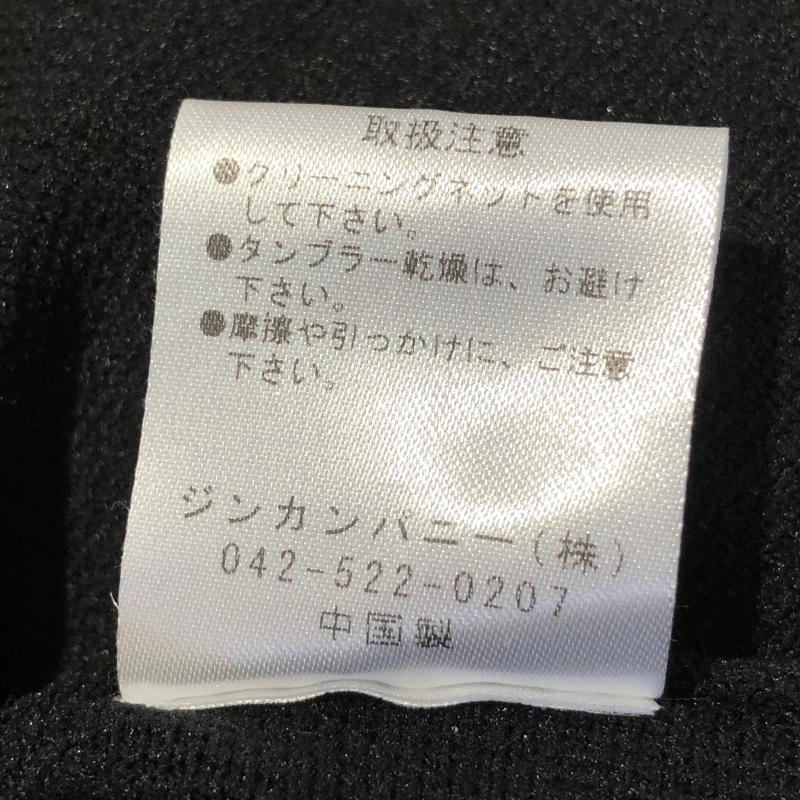 取扱注意
●クリーニングネットを使用
して下さい。
●タンブラー乾燥は、お避け
下さい。
●摩擦や引っかけに、ご注意
下さい。
ジンカンパニー(株)
042-522-0207
中国製